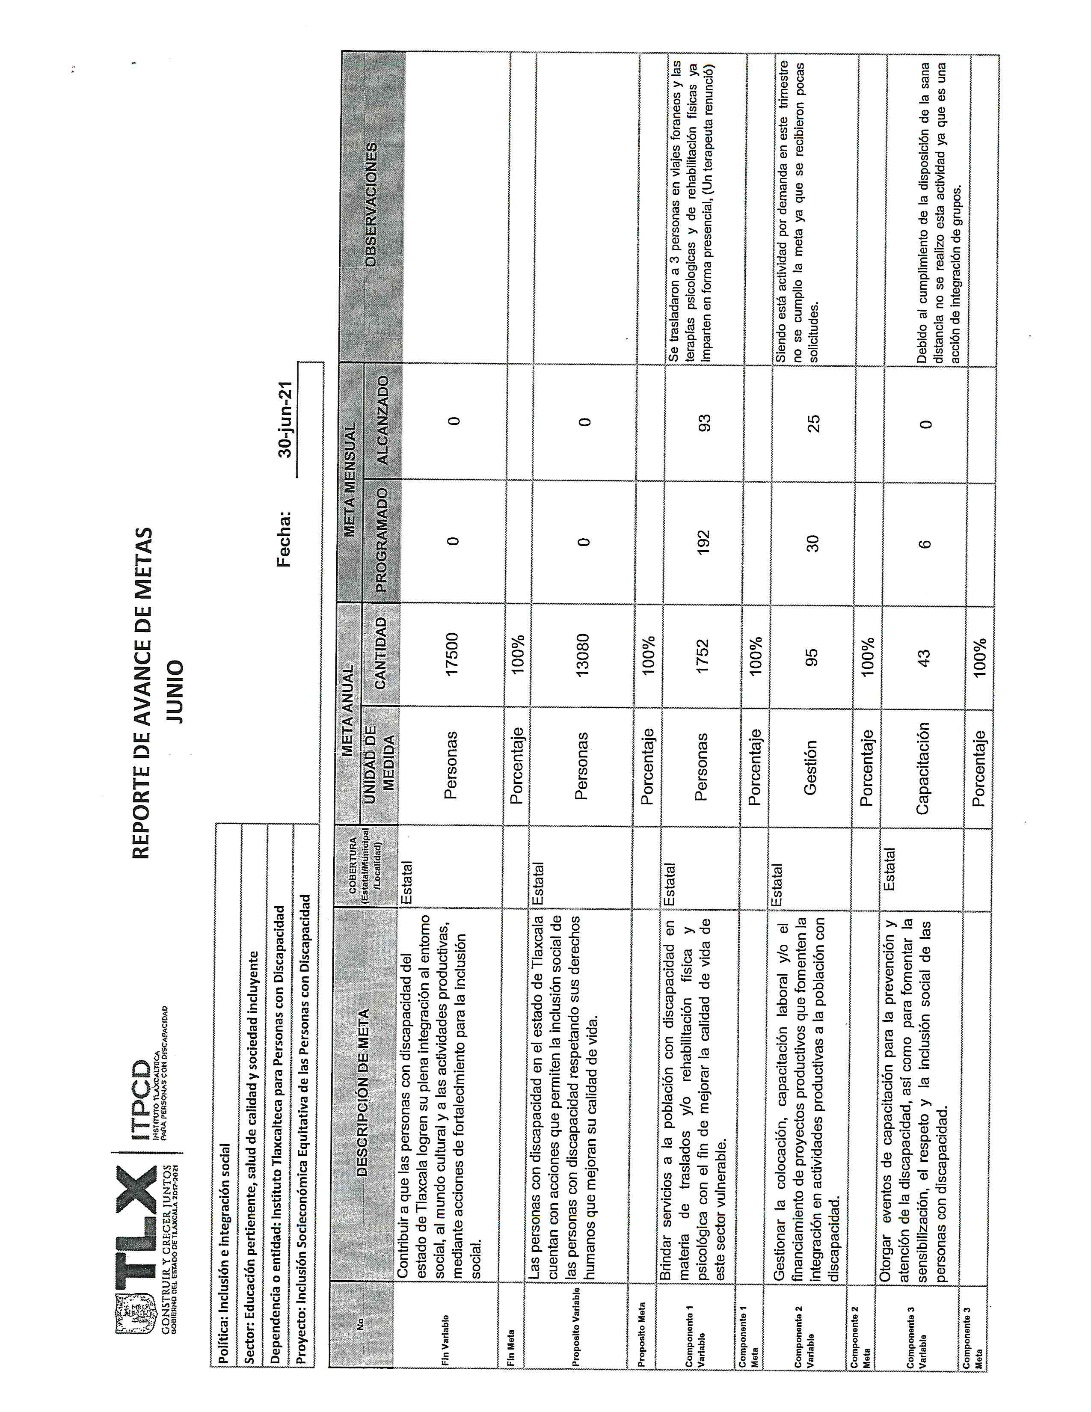 TLX
CONSTRUIR Y CRECER JUNTOS
GOBIERNO DEL ESTADO DE TLAXCALA 2017-2021
ITPCD
INSTITUTO TLAXCALTECA
PARA PERSONAS CON DISCAPACIDAD
REPORTE DE AVANCE DE METAS
JUNIO
Política: Inclusión e Integración social
Sector: Educación pertienente, salud de calidad y sociedad incluyente
Dependencia o entidad: Instituto Tlaxcalteca para Personas con Discapacidad
Proyecto: Inclusión Socieconómica Equitativa de las Personas con Discapacidad
Fecha: 30-jun-21
No
DESCRIPCIÓN DE META
COBERTURA
(Estatal/Municipal
/Localidad)
META ANUAL
UNIDAD DE
MEDIDA
CANTIDAD
META MENSUAL
PROGRAMADO
ALCANZADO
OBSERVACIONES
Fin Variable
Contribuir a que las personas con discapacidad del
estado de Tlaxcala logren su plena integración al entorno
social, al mundo cultural y a las actividades productivas,
mediante acciones de fortalecimiento para la inclusión
social.
Estatal
Personas
17500
0
0
Fin Meta
Porcentaje
100%
Proposito Variable
Las personas con discapacidad en el estado de Tlaxcala
cuentan con acciones que permiten la inclusión social de
las personas con discapacidad respetando sus derechos
humanos que mejoran su calidad de vida.
Estatal
Personas
13080
0
0
Proposito Meta
Porcentaje
100%
Componente 1
Variable
Brindar servicios a la población con discapacidad en
materia de traslados y/o rehabilitación física y
psicológica con el fin de mejorar la calidad de vida de
este sector vulnerable.
Estatal
Personas
1752
192
93
Se trasladaron a 3 personas en viajes foraneos y las
terapias psicologicas y de rehabilitación físicas ya
imparten en forma presencial, (Un terapeuta renunció)
Componente 1
Meta
Porcentaje
100%
Componente 2
Variable
Gestionar la colocación, capacitación laboral y/o el
financiamiento de proyectos productivos que fomenten la
integración en actividades productivas a la población con
discapacidad.
Estatal
Gestión
95
30
25
Siendo está actividad por demanda en este trimestre
no se cumplio la meta ya que se recibieron pocas
solicitudes.
Componente 2
Meta
Porcentaje
100%
Componente 3
Variable
Otorgar eventos de capacitación para la prevención y
atención de la discapacidad, así como para fomentar la
sensibilización, el respeto y la inclusión social de las
personas con discapacidad.
Estatal
Capacitación
43
6
0
Debido al cumplimiento de la disposición de la sana
distancia no se realizo esta actividad ya que es una
acción de integración de grupos.
Componente 3
Meta
Porcentaje
100%